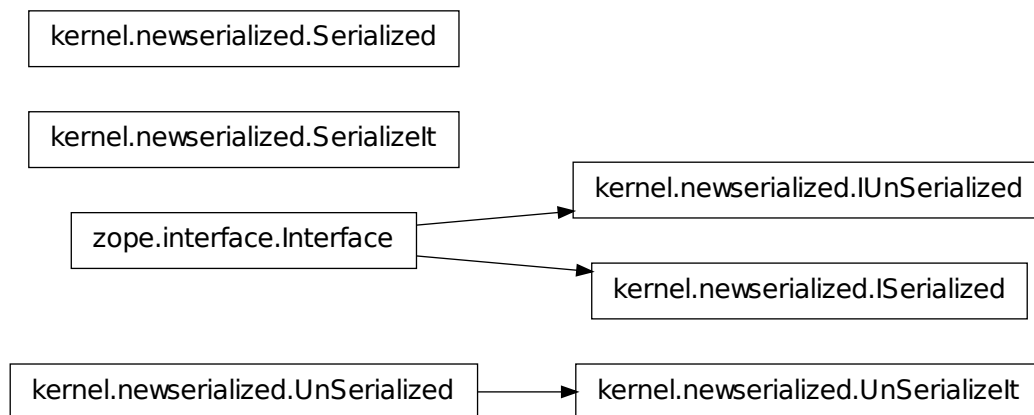 kernel.newserialized.Serialized
kernel.newserialized.SerializeIt
kernel.newserialized.IUnSerialized
zope.interface.Interface
kernel.newserialized.ISerialized
kernel.newserialized.UnSerialized
kernel.newserialized.UnSerializeIt